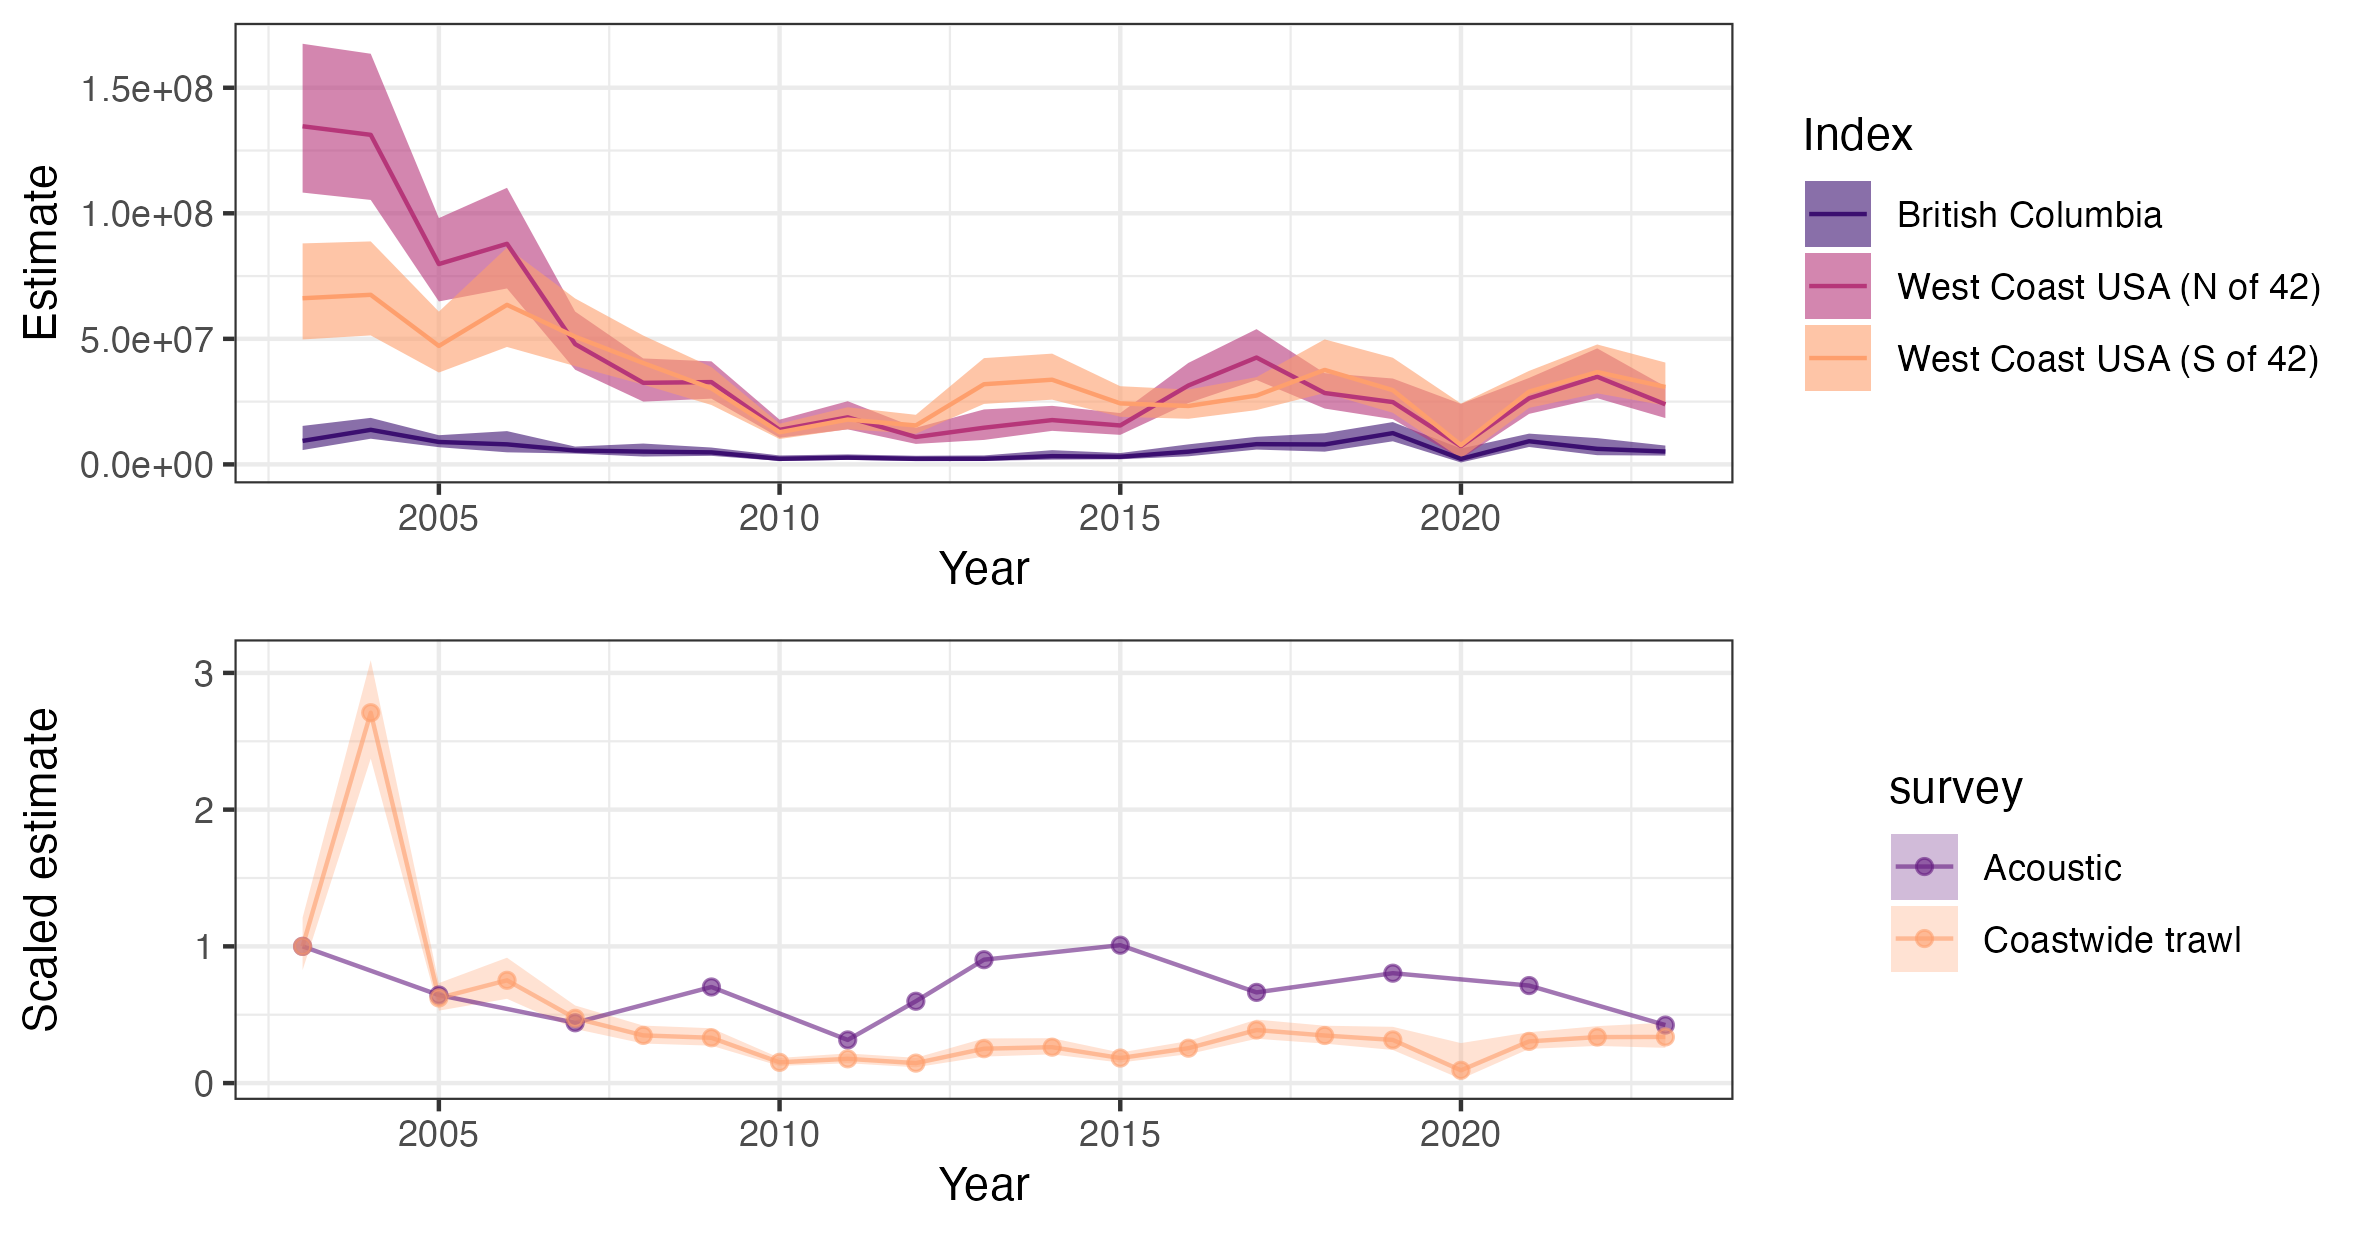 Estimate
1.5e+08
1.0e+08
5.0e+07
0.0e+00
2005 2010 2015 2020
Year
Index
British Columbia
West Coast USA (N of 42)
West Coast USA (S of 42)
Scaled estimate
3
2
1
0
2005 2010 2015 2020
Year
survey
Acoustic
Coastwide trawl